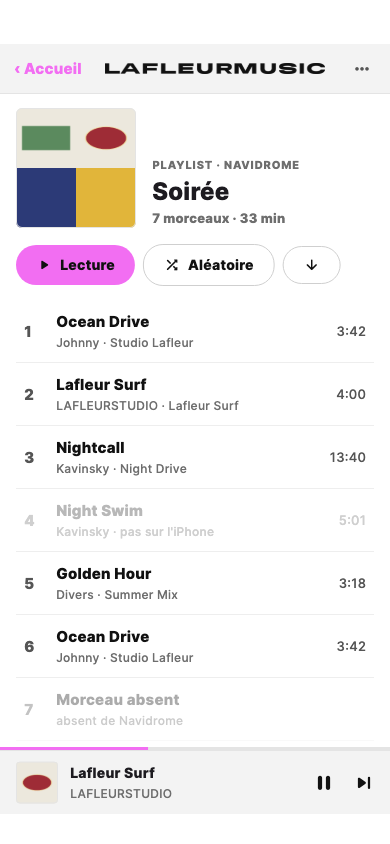 ‹ Accueil
LAFLEURMUSIC
PLAYLIST · NAVIDROME
Soirée
7 morceaux · 33 min
Lecture
Aléatoire
1
Ocean Drive
Johnny · Studio Lafleur
3:42
2
Lafleur Surf
LAFLEURSTUDIO · Lafleur Surf
4:00
3
Nightcall
Kavinsky · Night Drive
13:40
4
Night Swim
Kavinsky · pas sur l'iPhone
5:01
5
Golden Hour
Divers · Summer Mix
3:18
6
Ocean Drive
Johnny · Studio Lafleur
3:42
7
Morceau absent
absent de Navidrome
Lafleur Surf
LAFLEURSTUDIO